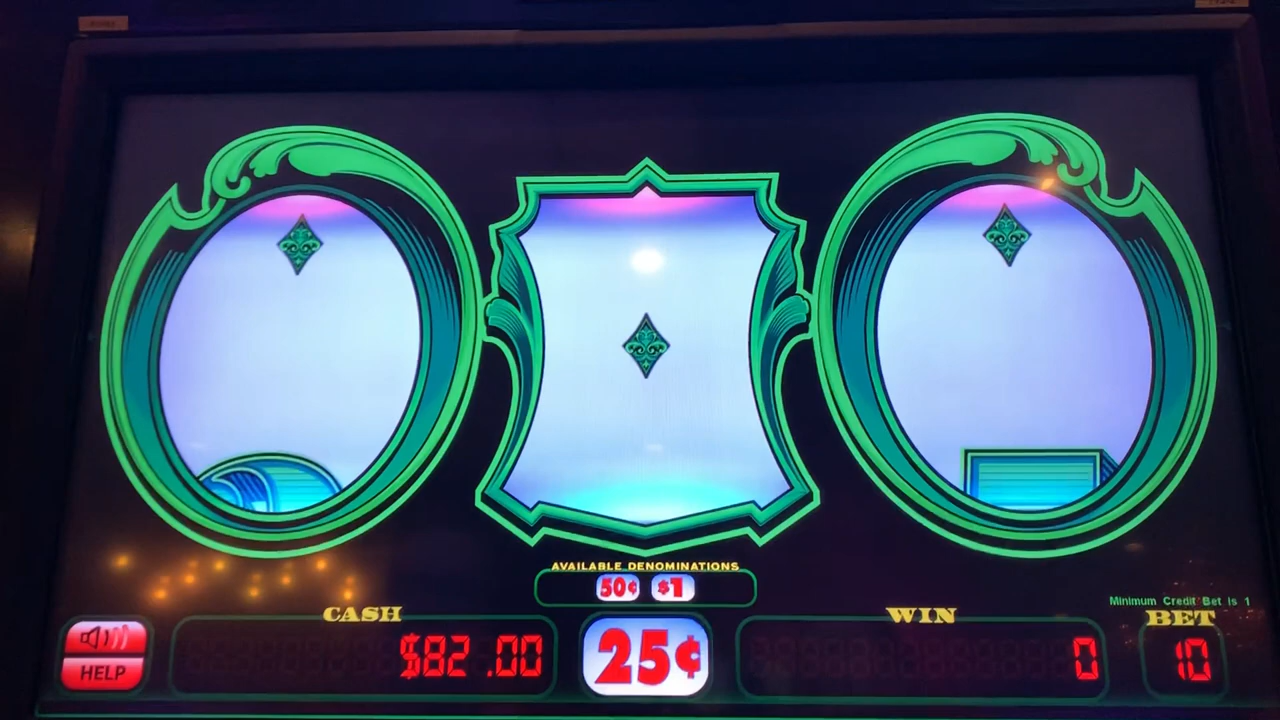 AVAILABLE DENOMINATIONS
50¢ $1
Minimum Credit Bet is 1
CASH
WIN
BET
HELP
$82.00
25¢
0
10